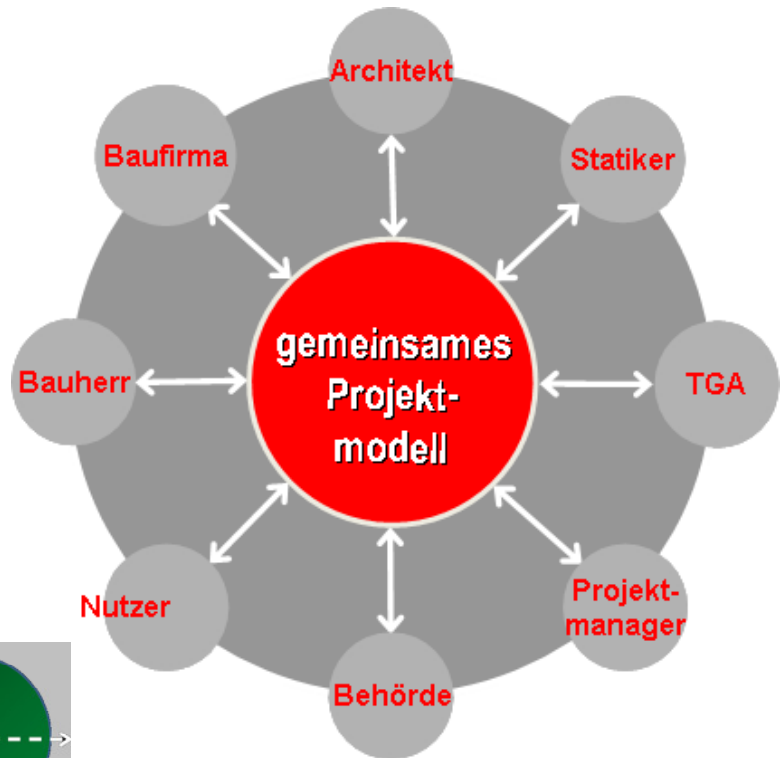 Architekt
Baufirma
Statiker
gemeinsames
Projekt-
modell
Bauherr
TGA
Nutzer
Projekt-
manager
Behörde